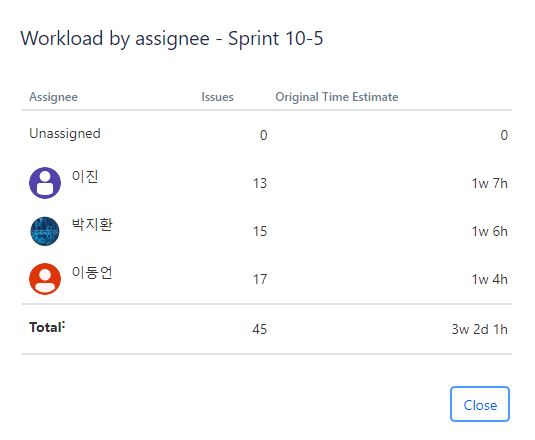 Workload by assignee - Sprint 10-5
Assignee Issues Original Time Estimate
Unassigned 0 0
이진 13 1w 7h
박지환 15 1w 6h
이동언 17 1w 4h
Total: 45 3w 2d 1h
Close